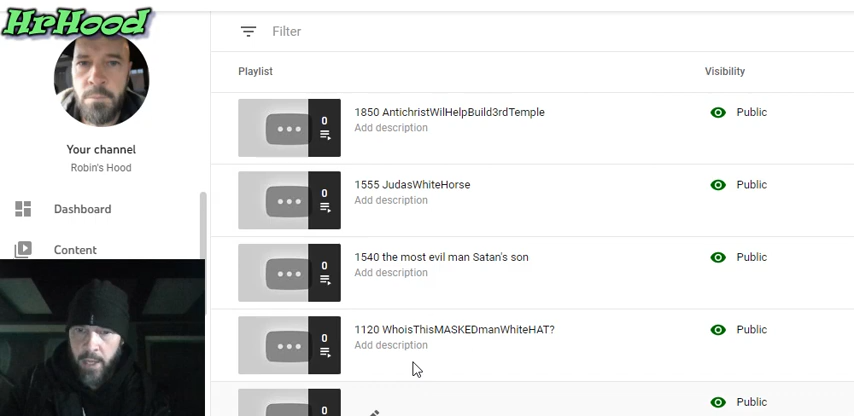 HrHood
Filter
Playlist
Visibility
0
1850 AntichristWilHelpBuild3rdTemple
Add description
Public
Your channel
Robin's Hood
0
1555 JudasWhiteHorse
Add description
Public
Dashboard
Content
0
1540 the most evil man Satan's son
Add description
Public
0
1120 WhoisThisMASKEDmanWhiteHAT?
Add description
Public
0
Public